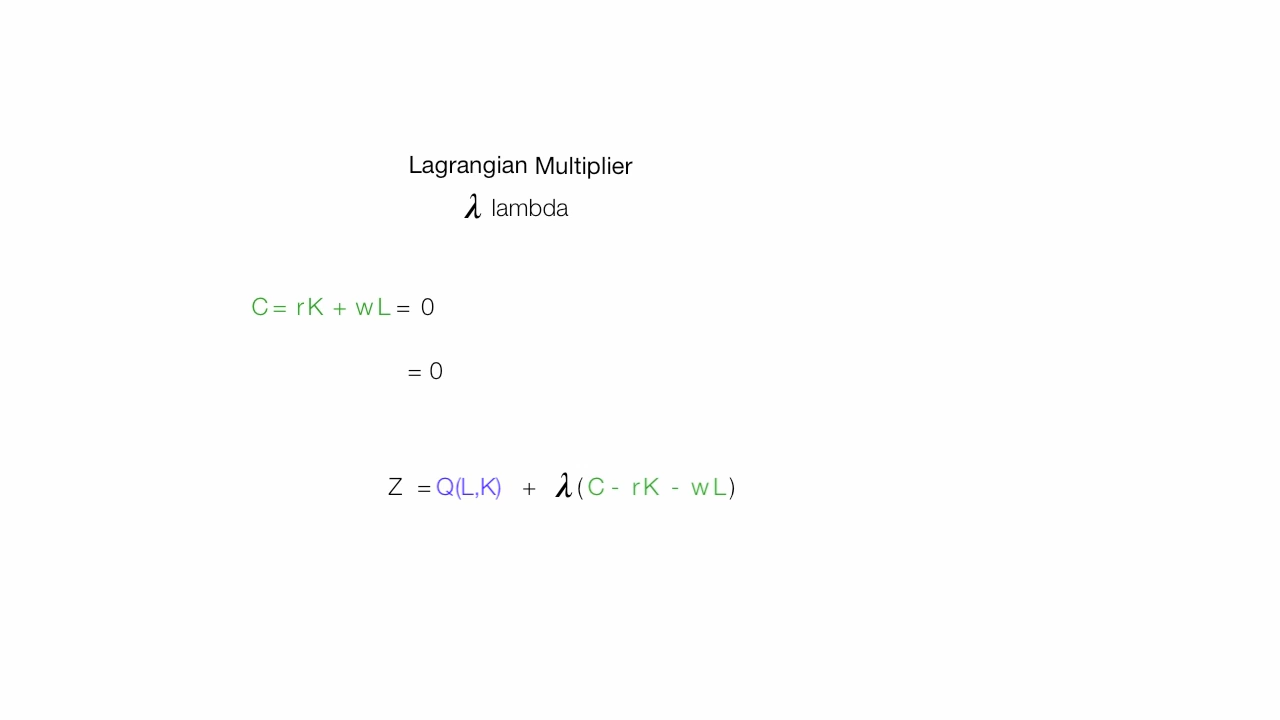 Lagrangian Multiplier
λ lambda
C = rK + wL = 0
= 0
Z = Q(L,K) + λ(C - rK - wL)